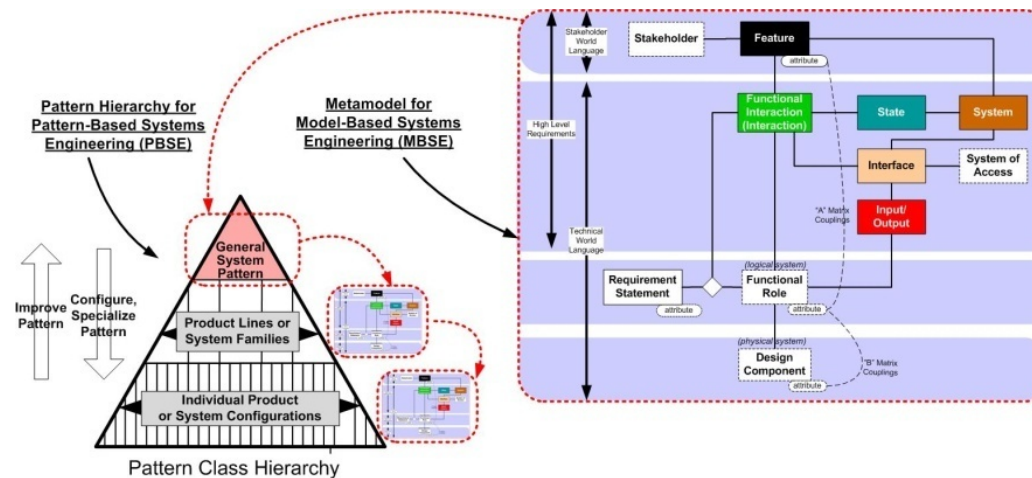 Pattern Hierarchy for
Pattern-Based Systems
Engineering (PBSE)
Metamodel for
Model-Based Systems
Engineering (MBSE)
Improve
Pattern
Configure,
Specialize
Pattern
General
System
Pattern
Product Lines or
System Families
Individual Product
or System Configurations
Pattern Class Hierarchy
Stakeholder
World
Language
High Level
Requirements
Technical
World
Language
Stakeholder
Feature
attribute
Functional
Interaction
(Interaction)
State
System
Interface
System of
Access
"A" Matrix
Couplings
Input/
Output
(logical system)
Requirement
Statement
attribute
Functional
Role
attribute
(physical system)
Design
Component
attribute
"B" Matrix
Couplings